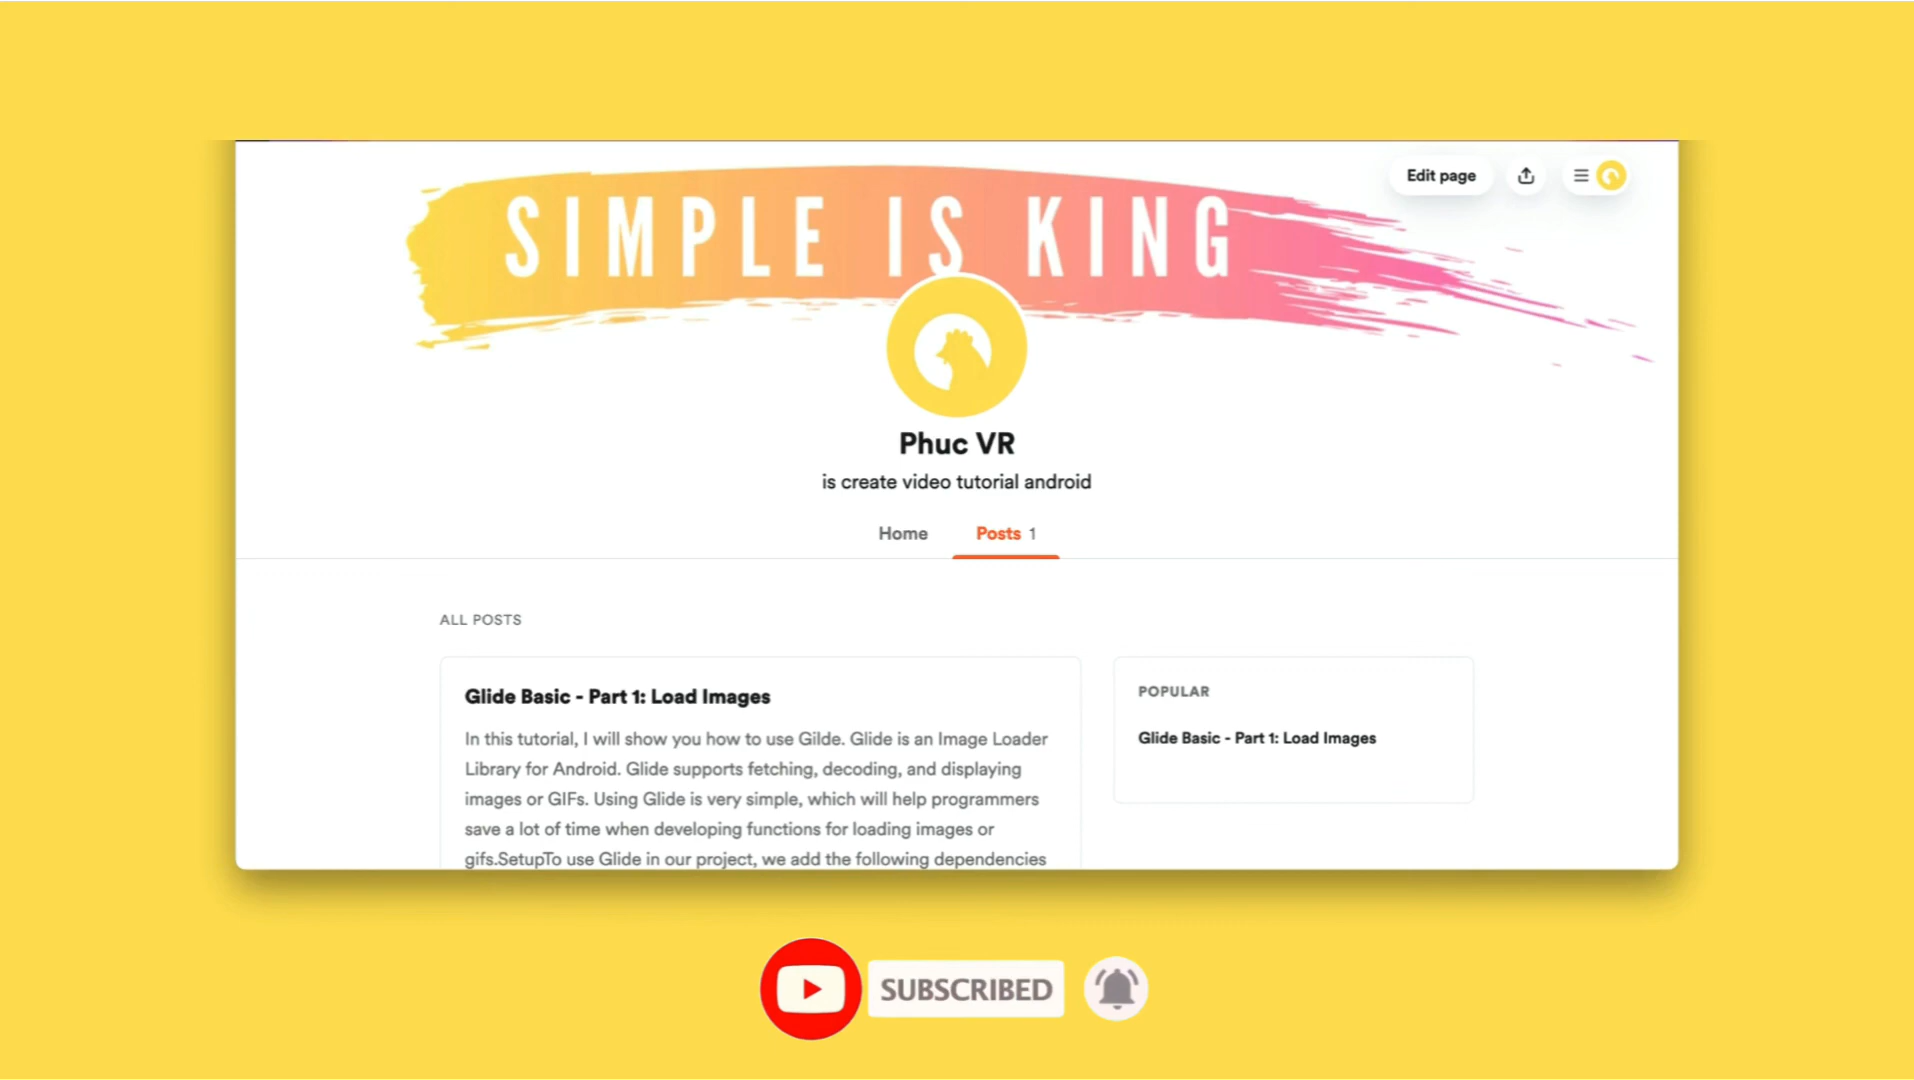 SIMPLE IS KING
Edit page
Phuc VR
is create video tutorial android
Home
Posts 1
ALL POSTS
Glide Basic - Part 1: Load Images
In this tutorial, I will show you how to use Gilde. Glide is an Image Loader
Library for Android. Glide supports fetching, decoding, and displaying
images or GIFs. Using Glide is very simple, which will help programmers
save a lot of time when developing functions for loading images or
gifs.SetupTo use Glide in our project, we add the following dependencies
POPULAR
Glide Basic - Part 1: Load Images
SUBSCRIBED